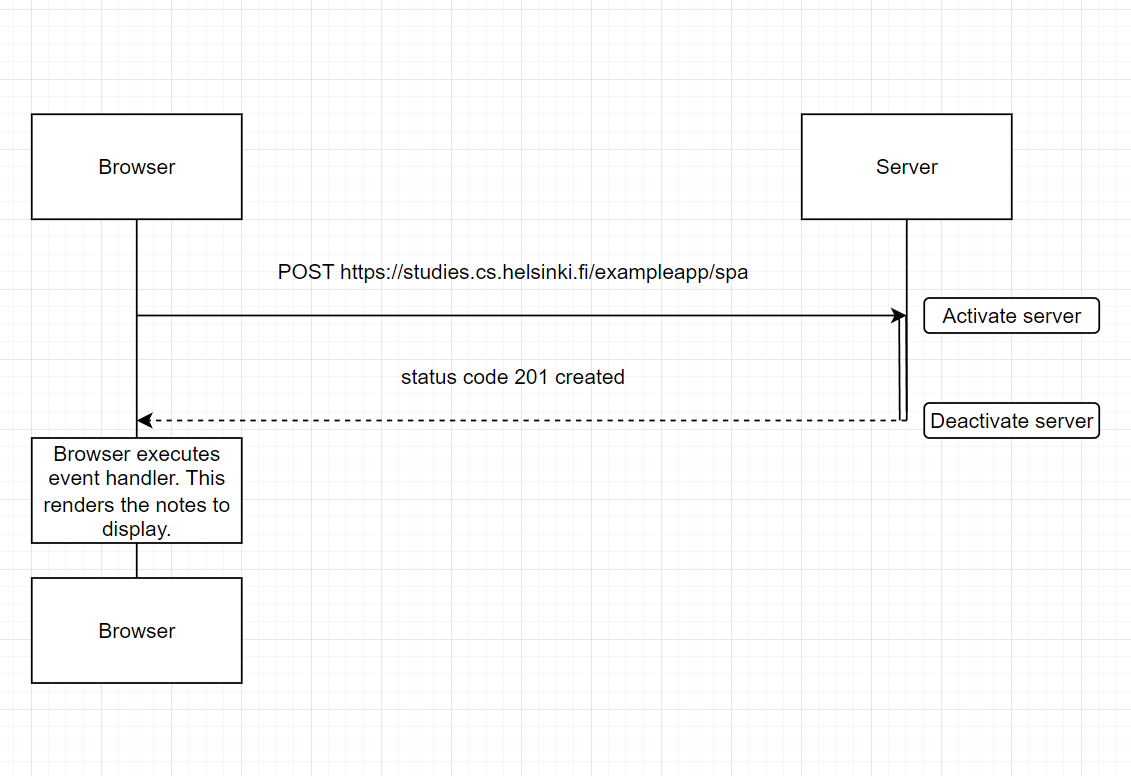 Browser
Server
POST https://studies.cs.helsinki.fi/exampleapp/spa
Activate server
status code 201 created
Deactivate server
Browser executes
event handler. This
renders the notes to
display.
Browser